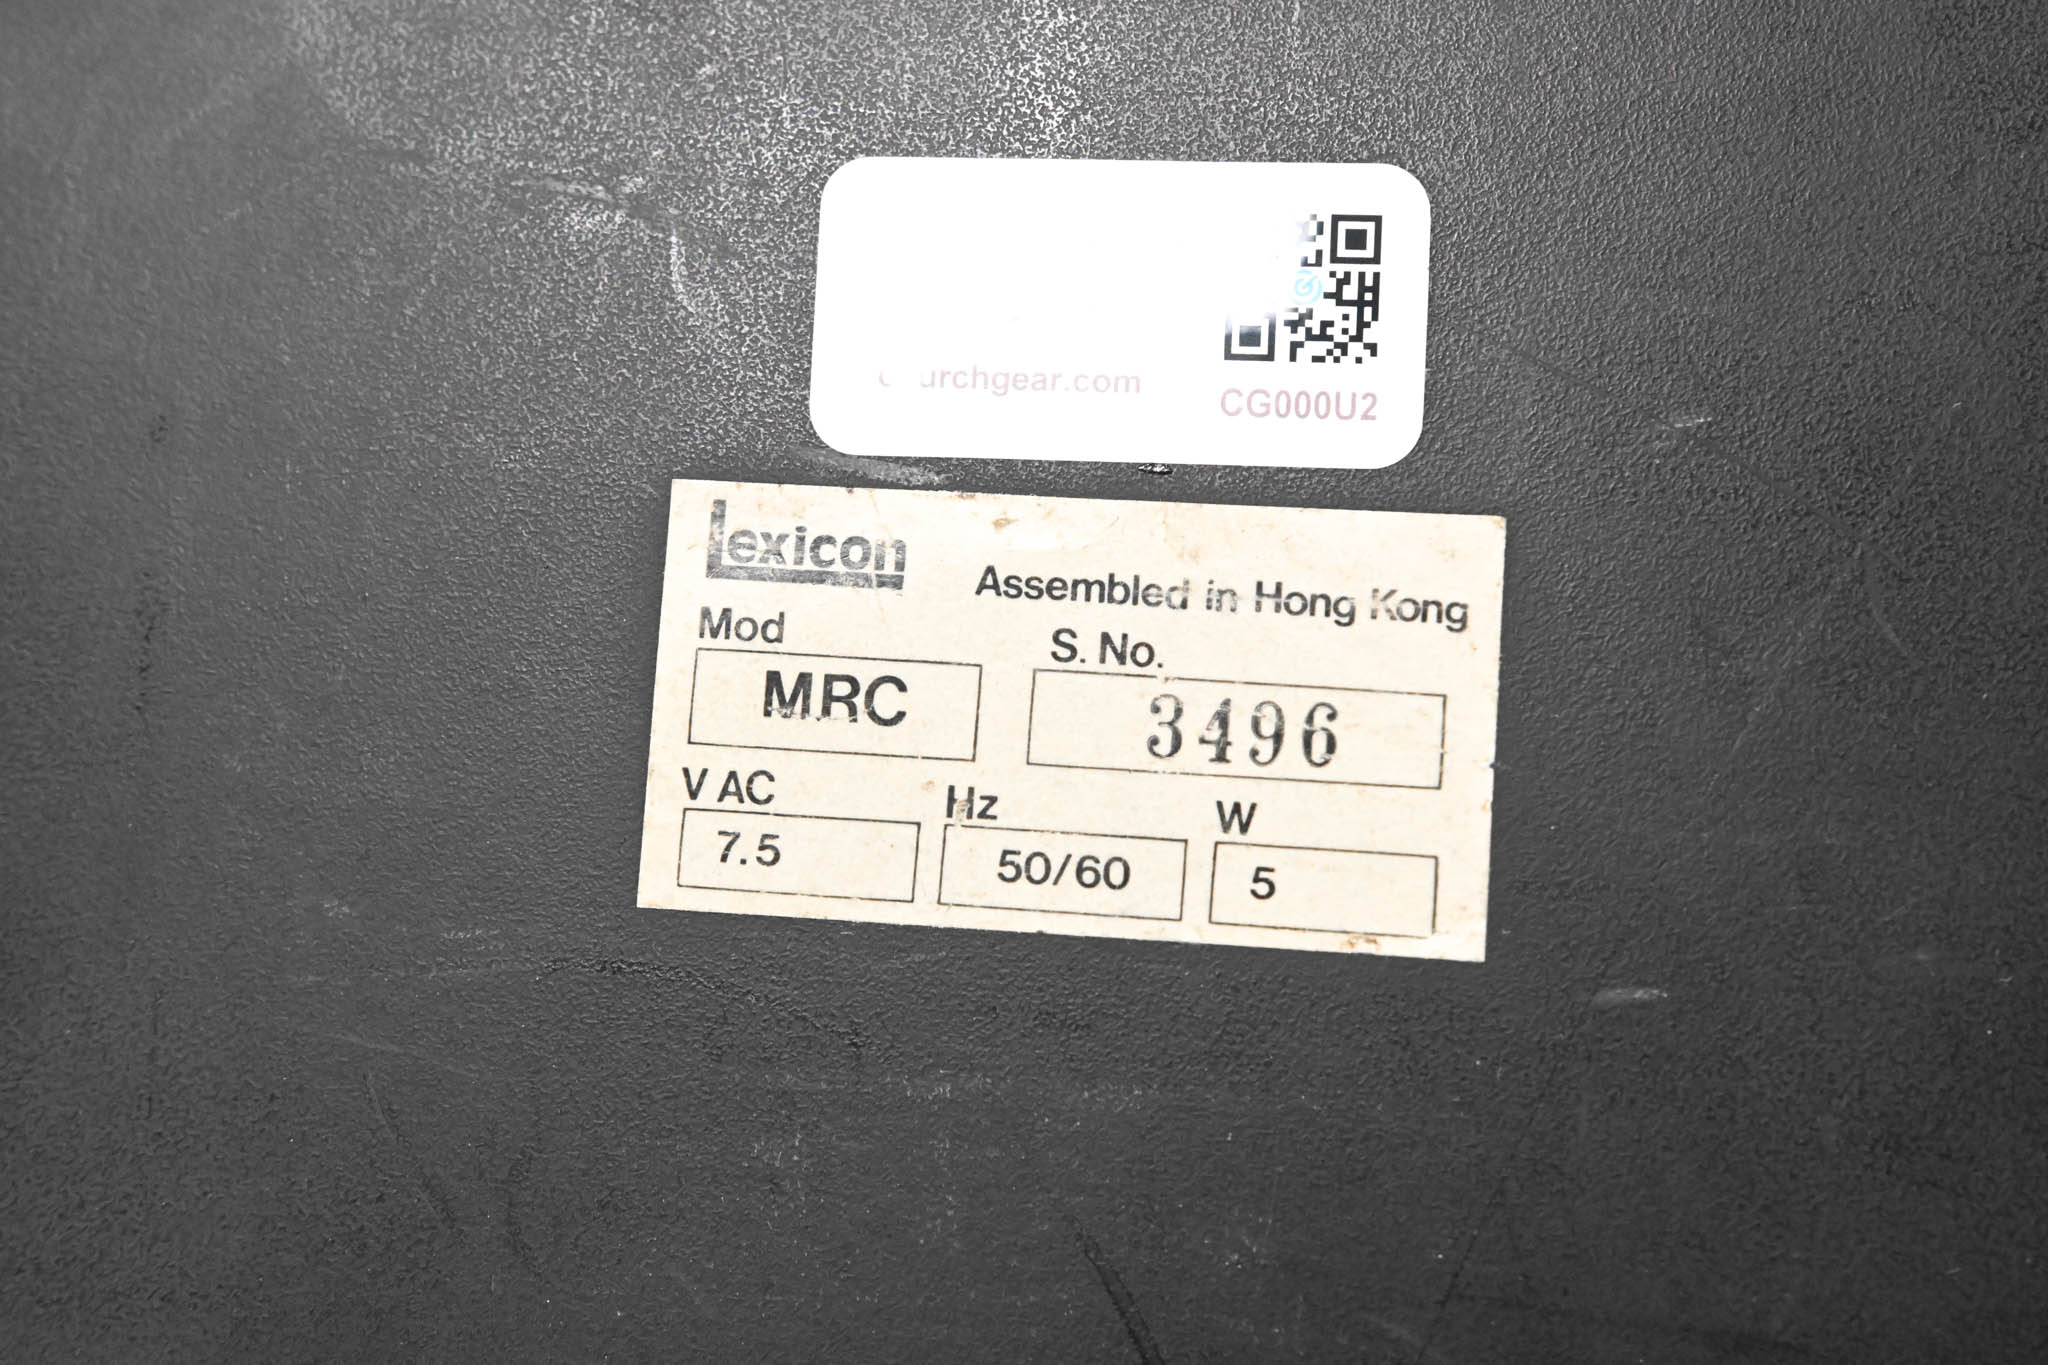 urchgear.com
CG000U2
Lexicon
Assembled in Hong Kong
Mod
S. No.
MRC
3496
V AC
Hz
W
7.5
50/60
5